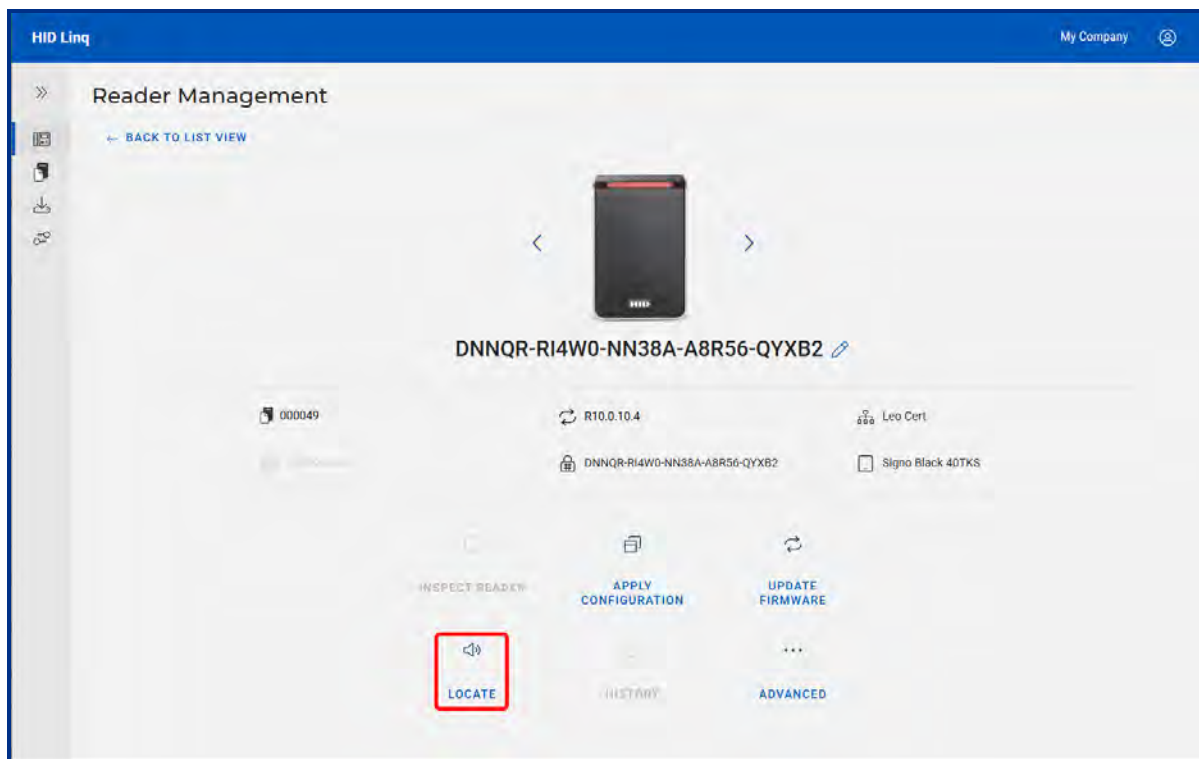 HID Linq
My Company
Reader Management
← BACK TO LIST VIEW
HID
DNNQR-RI4W0-NN38A-A8R56-QYXB2
000049
R10.0.10.4
Leo Cert
DNNQR-RI4W0-NN38A-A8R56-QYXB2
Signo Black 40TKS
INSPECT READER
APPLY
CONFIGURATION
UPDATE
FIRMWARE
LOCATE
HISTORY
ADVANCED